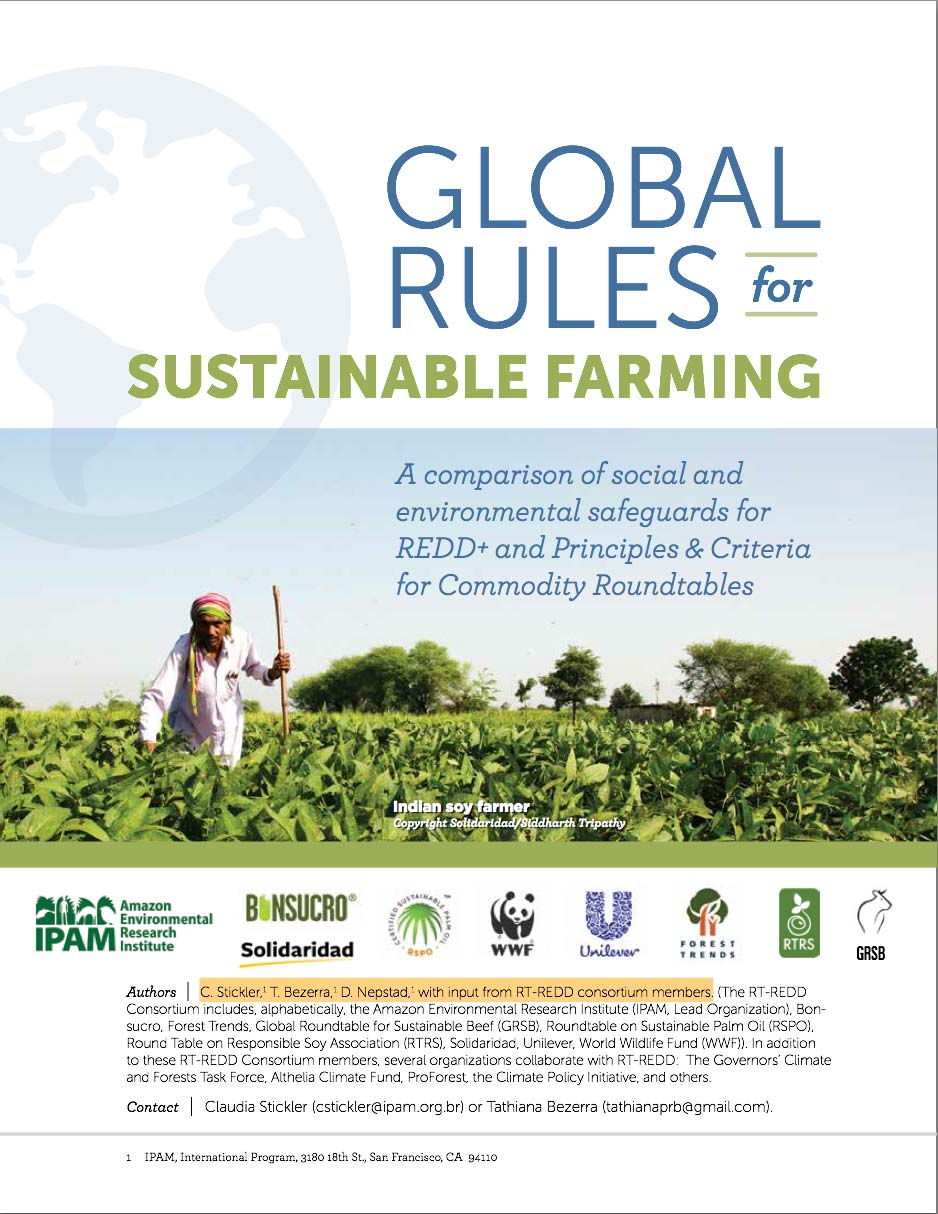 GLOBAL
RULES for
SUSTAINABLE FARMING
A comparison of social and
environmental safeguards for
REDD+ and Principles & Criteria
for Commodity Roundtables
Indian soy farmer
Copyright Solidaridad/Siddharth Tripathy
IPAM Amazon
Environmental
Research
Institute
BONSUCRO®
Solidaridad
CERTIFIED SUSTAINABLE PALM OIL™
RSPO
WWF®
Unilever
FOREST
TRENDS
RTRS
GRSB
Authors | C. Stickler,¹ T. Bezerra,¹ D. Nepstad,¹ with input from RT-REDD consortium members. (The RT-REDD
Consortium includes, alphabetically, the Amazon Environmental Research Institute (IPAM, Lead Organization), Bon-
sucro, Forest Trends, Global Roundtable for Sustainable Beef (GRSB), Roundtable on Sustainable Palm Oil (RSPO),
Round Table on Responsible Soy Association (RTRS), Solidaridad, Unilever, World Wildlife Fund (WWF)). In addition
to these RT-REDD Consortium members, several organizations collaborate with RT-REDD: The Governors’ Climate
and Forests Task Force, Althelia Climate Fund, ProForest, the Climate Policy Initiative, and others.
Contact | Claudia Stickler (cstickler@ipam.org.br) or Tathiana Bezerra (tathianaprb@gmail.com).
1 IPAM, International Program, 3180 18th St., San Francisco, CA 94110